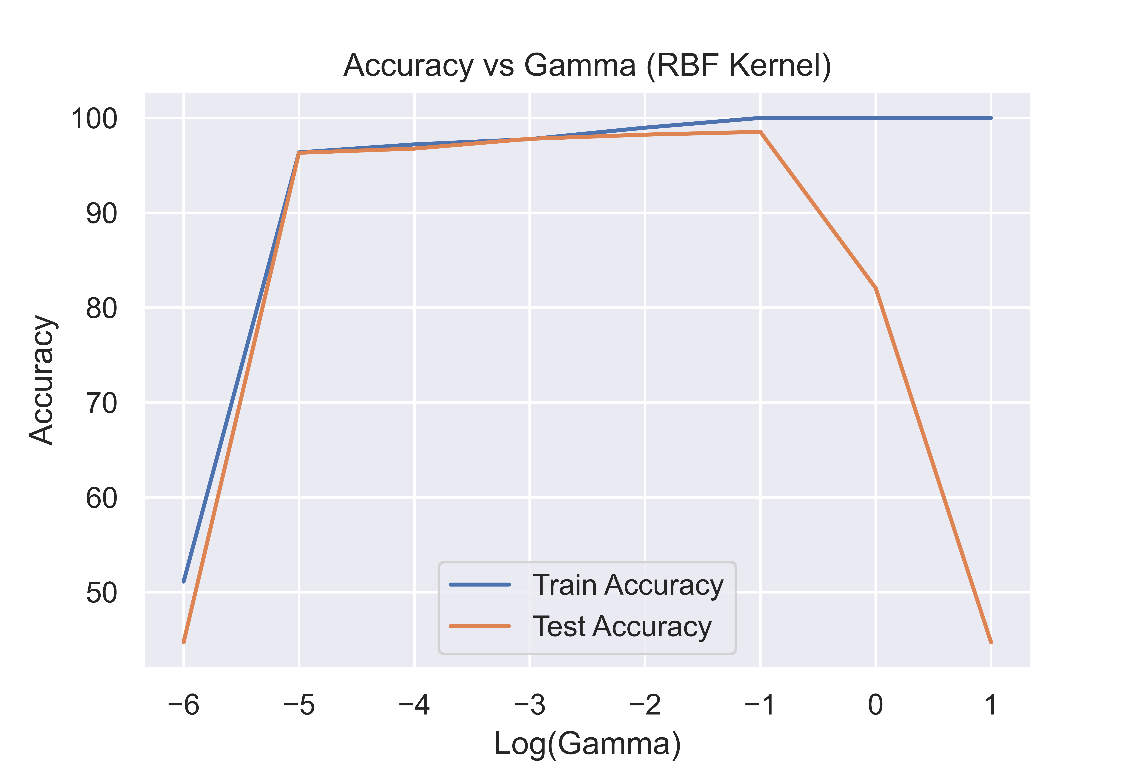 Accuracy vs Gamma (RBF Kernel)
100
90
80
70
60
50
Accuracy
Train Accuracy
Test Accuracy
−6 −5 −4 −3 −2 −1 0 1
Log(Gamma)